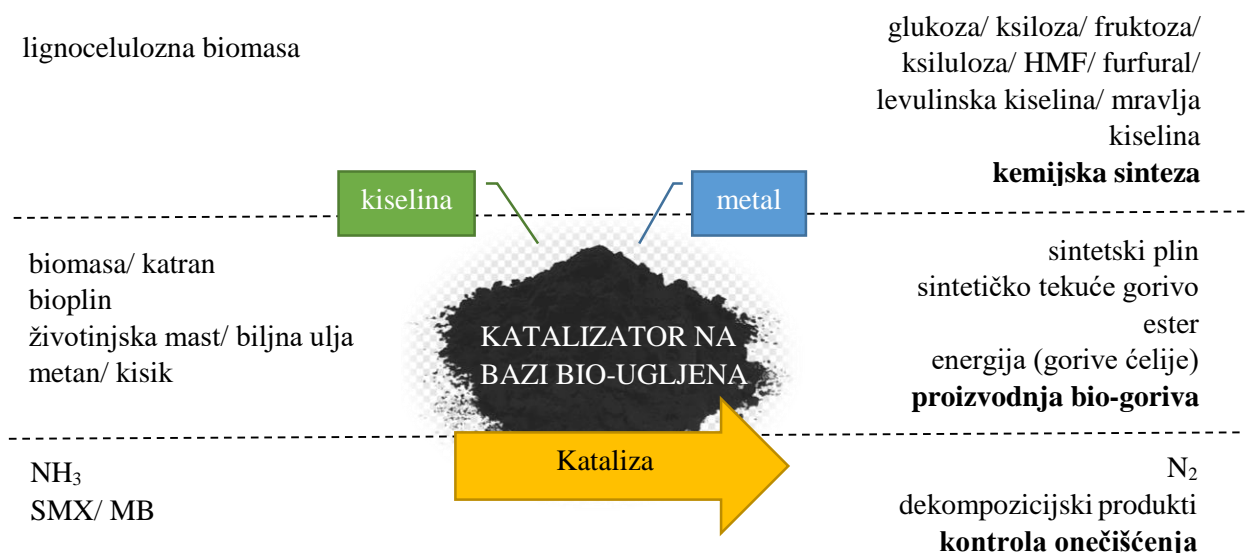 lignocelulozna biomasa
glukoza/ ksiloza/ fruktoza/
ksiluloza/ HMF/ furfural/
levulinska kiselina/ mravlja
kiselina
kemijska sinteza
kiselina
metal
biomasa/ katran
bioplin
životinjska mast/ biljna ulja
metan/ kisik
KATALIZATOR NA
BAZI BIO-UGLJENA
sintetski plin
sintetičko tekuće gorivo
ester
energija (gorive ćelije)
proizvodnja bio-goriva
Kataliza
NH₃
SMX/ MB
N₂
dekompozicijski produkti
kontrola onečišćenja